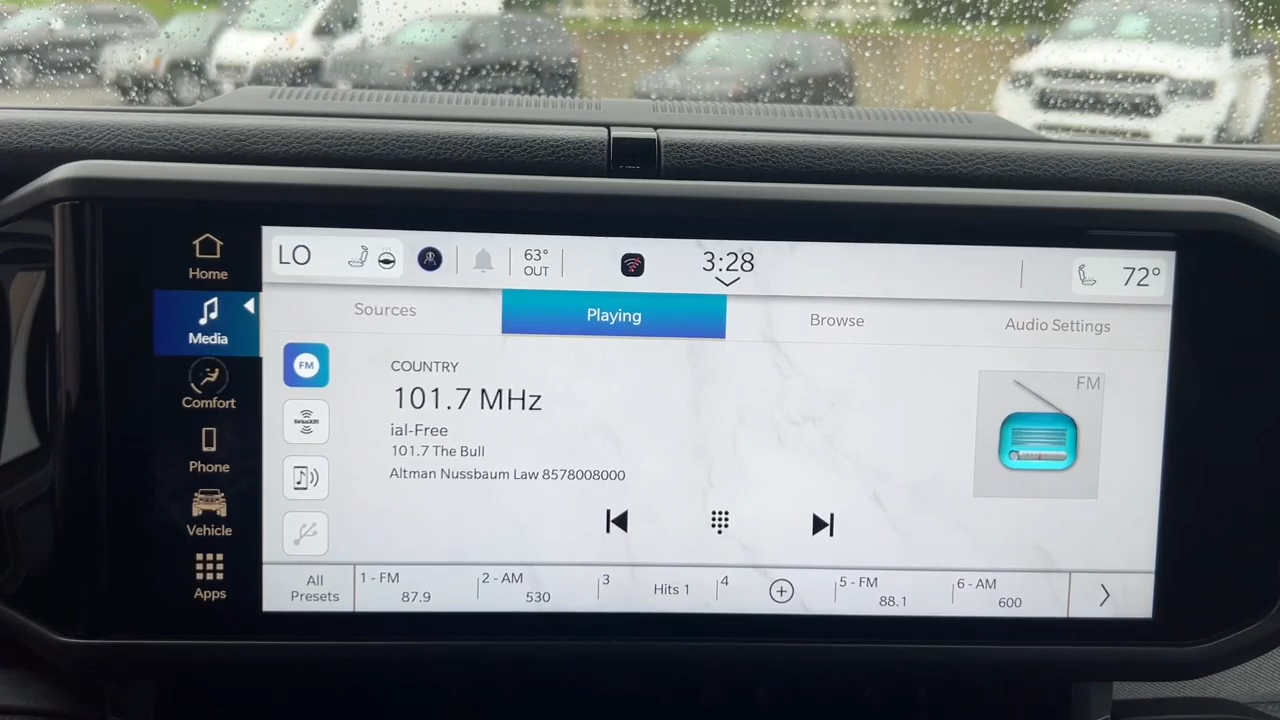 Home
Media
Comfort
Phone
Vehicle
Apps
LO
63°
OUT
3:28
72°
Sources
Playing
Browse
Audio Settings
FM
SiriusXM
COUNTRY
101.7 MHz
ial-Free
101.7 The Bull
Altman Nussbaum Law 8578008000
FM
All
Presets
1 - FM
87.9
2 - AM
530
3
Hits 1
4
5 - FM
88.1
6 - AM
600